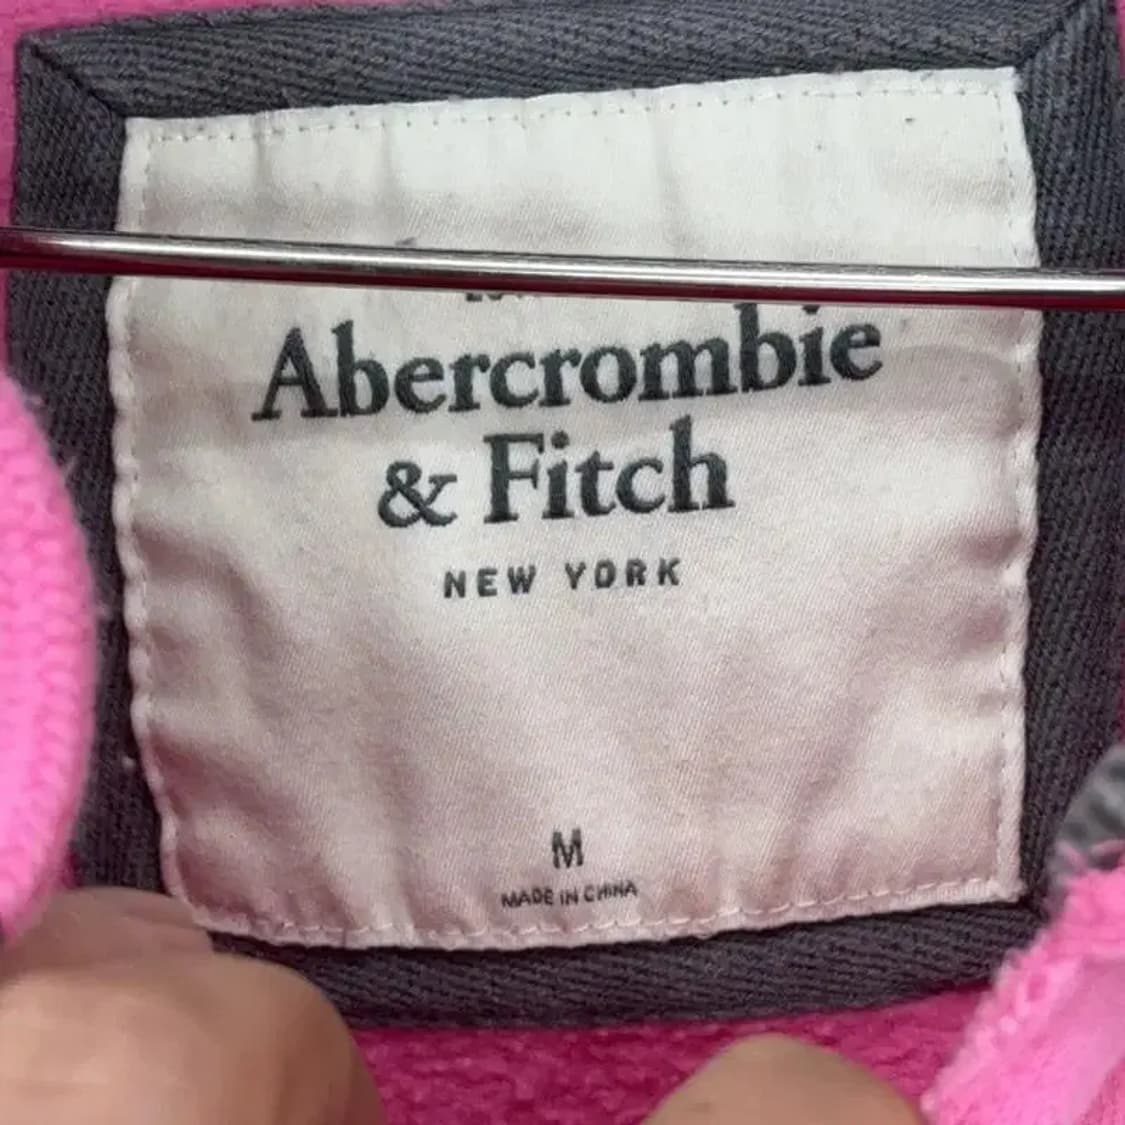 Abercrombie
& Fitch
NEW YORK
M
MADE IN CHINA